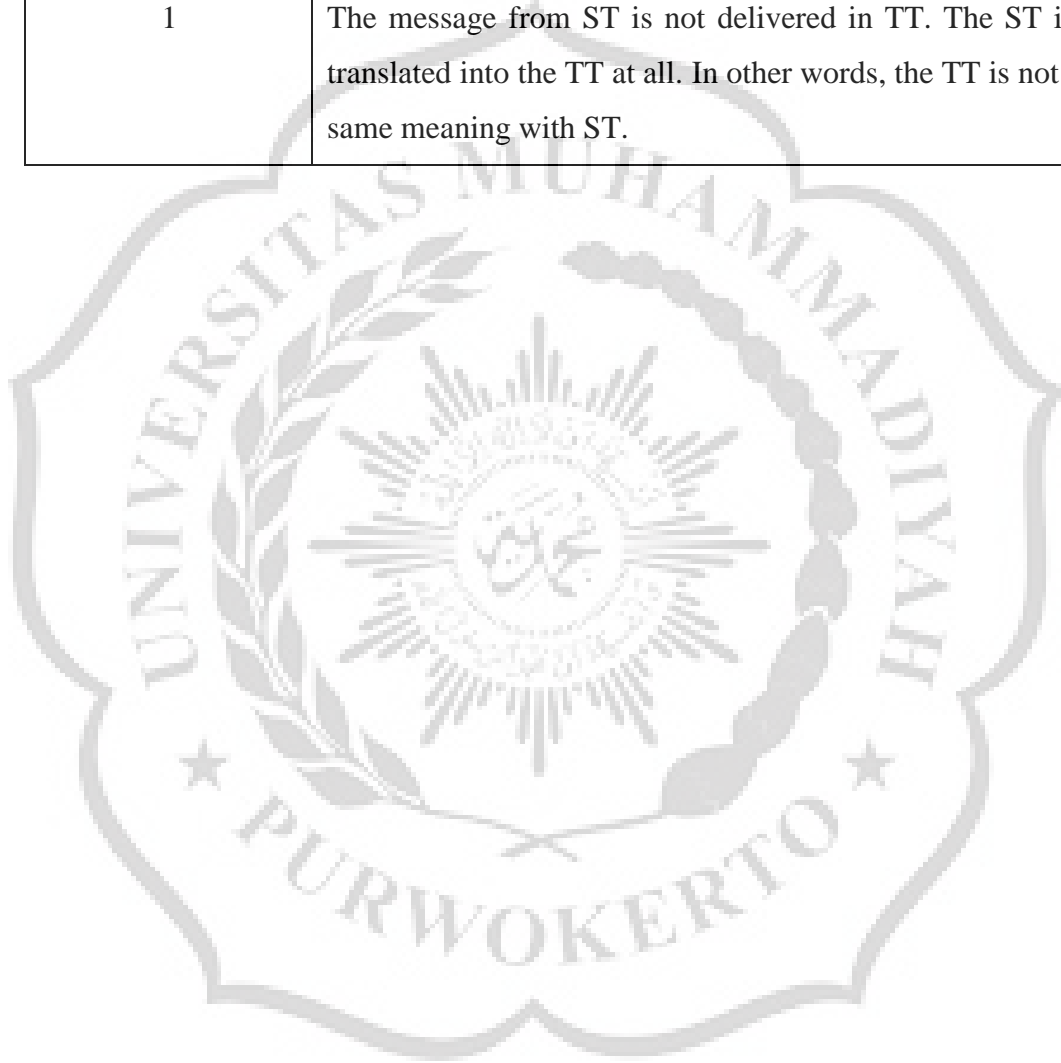 1
The message from ST is not delivered in TT. The ST i
translated into the TT at all. In other words, the TT is not
same meaning with ST.
UNIVERSITAS MUHAMMADIYAH
PURWOKERTO